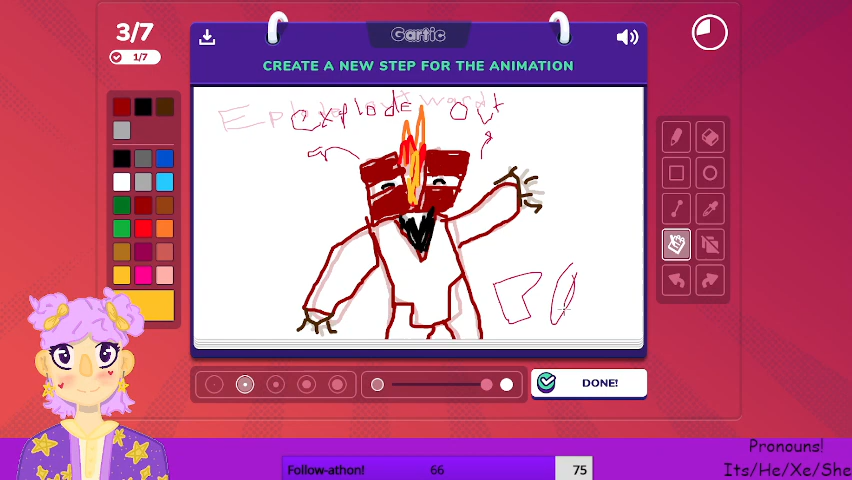 3/7
1/7
Gartic
CREATE A NEW STEP FOR THE ANIMATION
explode out
DONE!
Follow-athon! 66 75
Pronouns!
Its/He/Xe/She